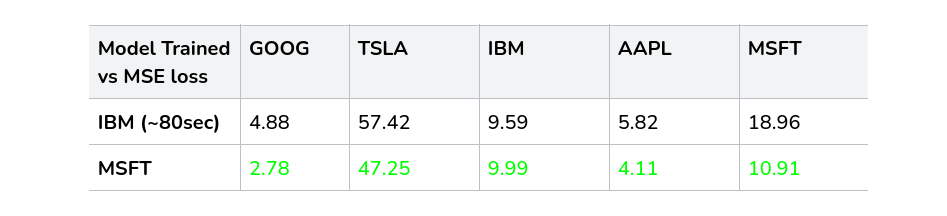 Model Trained GOOG TSLA IBM AAPL MSFT
vs MSE loss
IBM (~80sec) 4.88 57.42 9.59 5.82 18.96
MSFT 2.78 47.25 9.99 4.11 10.91